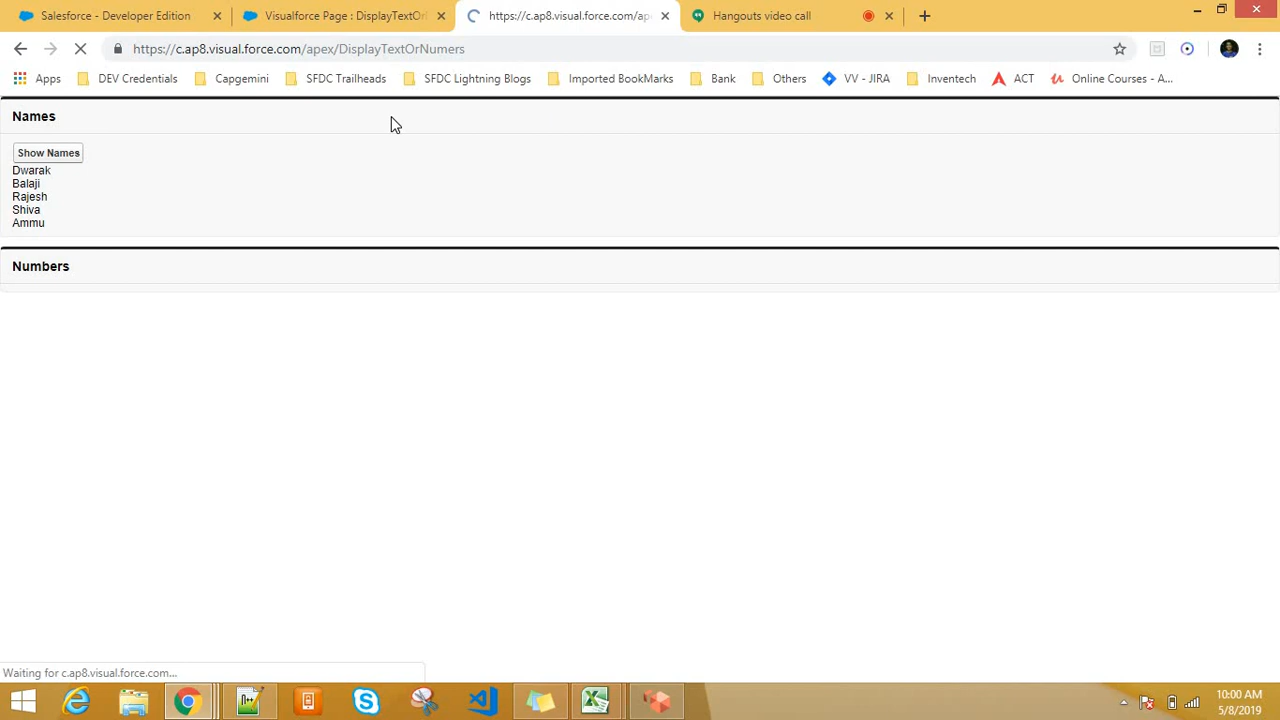 Salesforce - Developer Edition
Visualforce Page : DisplayTextOrN
https://c.ap8.visual.force.com/ap
Hangouts video call
https://c.ap8.visual.force.com/apex/DisplayTextOrNumers
Apps
DEV Credentials
Capgemini
SFDC Trailheads
SFDC Lightning Blogs
Imported BookMarks
Bank
Others
VV - JIRA
Inventech
ACT
Online Courses - A...
Names
Show Names
Dwarak
Balaji
Rajesh
Shiva
Ammu
Numbers
Waiting for c.ap8.visual.force.com...
10:00 AM
5/8/2019